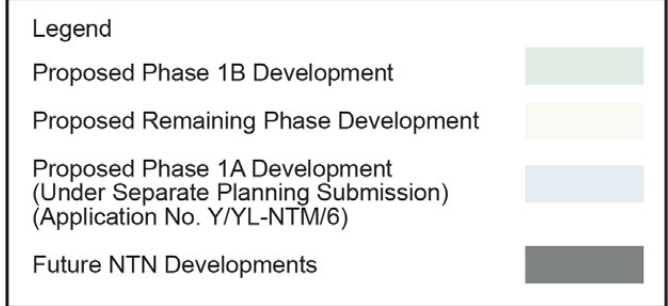 Legend
Proposed Phase 1B Development
Proposed Remaining Phase Development
Proposed Phase 1A Development
(Under Separate Planning Submission)
(Application No. Y/YL-NTM/6)
Future NTN Developments